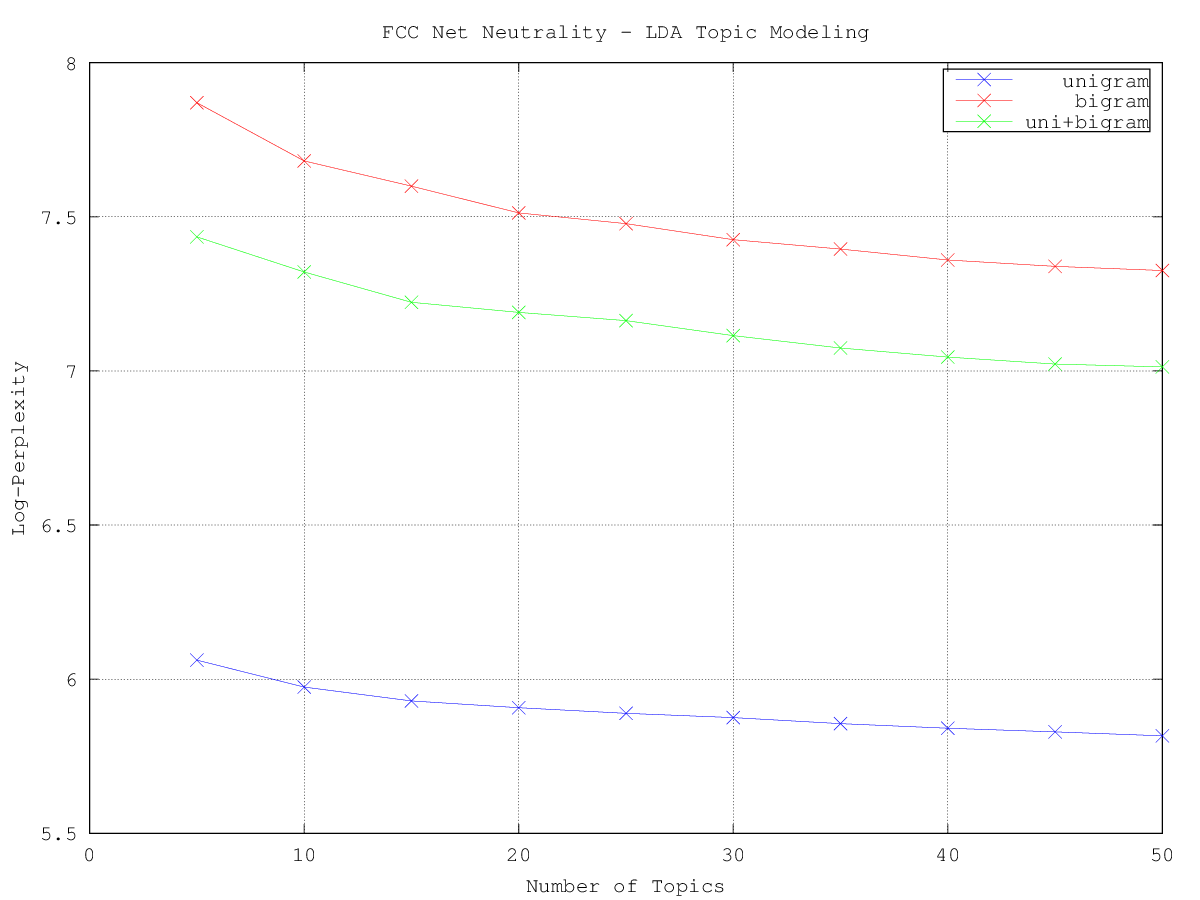 FCC Net Neutrality - LDA Topic Modeling
8
7.5
7
6.5
6
5.5
Log-Perplexity
unigram
bigram
uni+bigram
0 10 20 30 40 50
Number of Topics